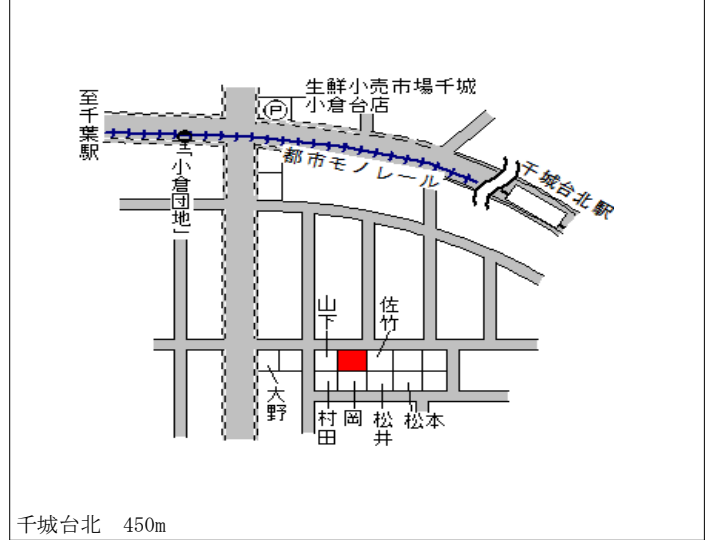 生鮮小売市場千城
小倉台店
至千葉駅
P
都市モノレール
千城台北駅
「小倉団地」
山下
佐竹
大野
村田
岡
松井
松本
千城台北 450m